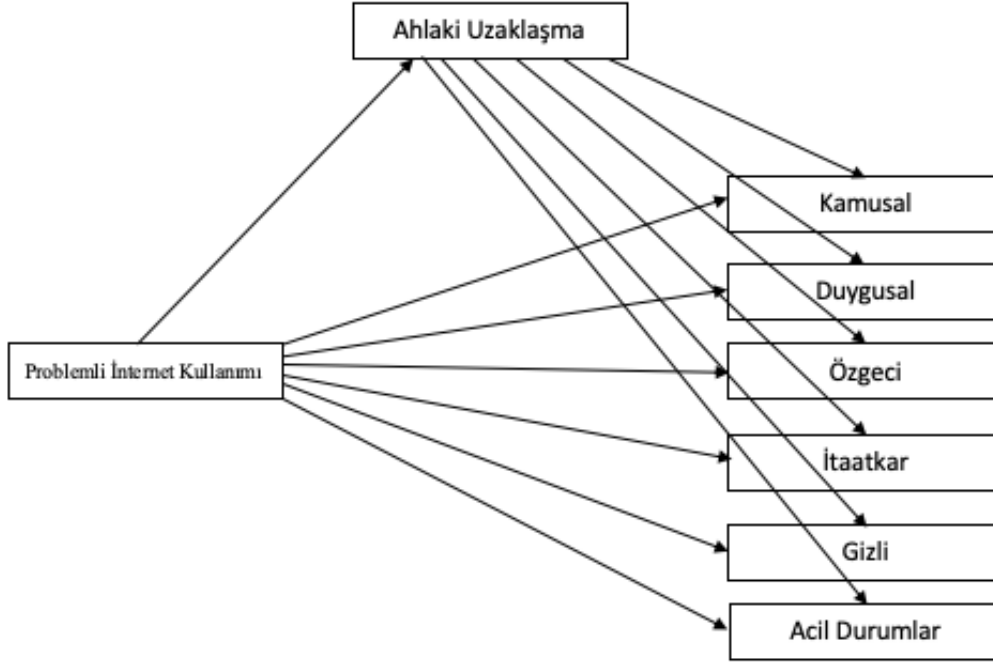 Ahlaki Uzaklaşma
Kamusal
Duygusal
Problemli İnternet Kullanımı
Özgeci
İtaatkar
Gizli
Acil Durumlar